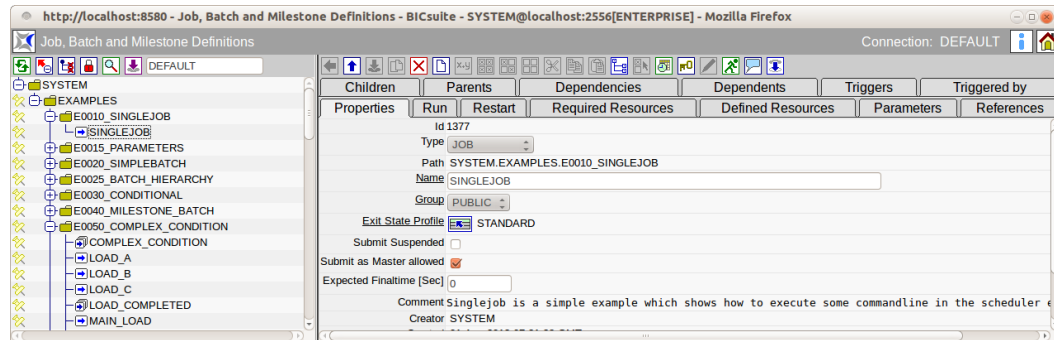 http://localhost:8580 - Job, Batch and Milestone Definitions - BICsuite - SYSTEM@localhost:2556[ENTERPRISE] - Mozilla Firefox
Job, Batch and Milestone Definitions
Connection: DEFAULT
DEFAULT
SYSTEM
EXAMPLES
E0010_SINGLEJOB
SINGLEJOB
E0015_PARAMETERS
E0020_SIMPLEBATCH
E0025_BATCH_HIERARCHY
E0030_CONDITIONAL
E0040_MILESTONE_BATCH
E0050_COMPLEX_CONDITION
COMPLEX_CONDITION
LOAD_A
LOAD_B
LOAD_C
LOAD_COMPLETED
MAIN_LOAD
Children Parents Dependencies Dependents Triggers Triggered by
Properties Run Restart Required Resources Defined Resources Parameters References
Id 1377
Type JOB
Path SYSTEM.EXAMPLES.E0010_SINGLEJOB
Name SINGLEJOB
Group PUBLIC
Exit State Profile STANDARD
Submit Suspended
Submit as Master allowed
Expected Finaltime [Sec] 0
Comment Singlejob is a simple example which shows how to execute some commandline in the scheduler
Creator SYSTEM